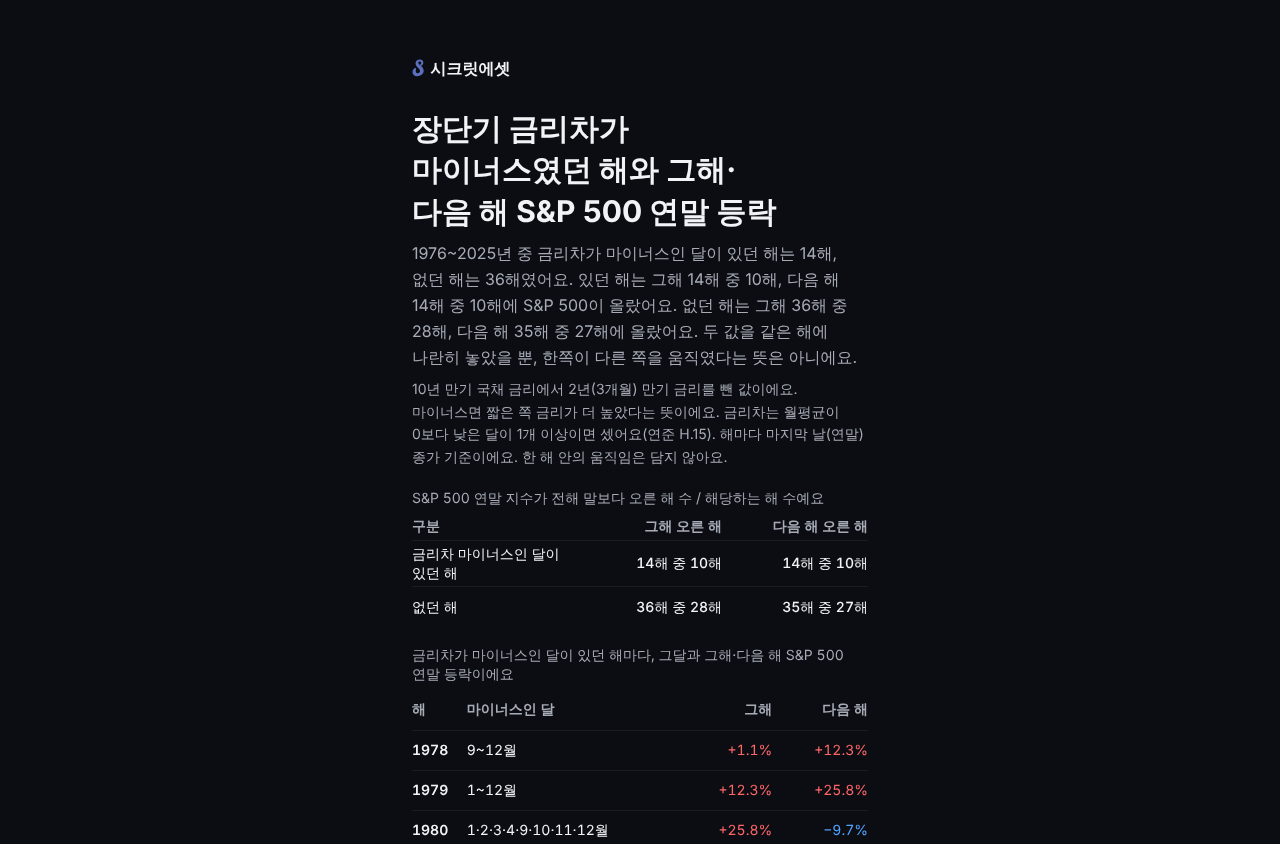 시크릿에셋
장단기 금리차가
마이너스였던 해와 그해·
다음 해 S&P 500 연말 등락
1976~2025년 중 금리차가 마이너스인 달이 있던 해는 14해,
없던 해는 36해였어요. 있던 해는 그해 14해 중 10해, 다음 해
14해 중 10해에 S&P 500이 올랐어요. 없던 해는 그해 36해 중
28해, 다음 해 35해 중 27해에 올랐어요. 두 값을 같은 해에
나란히 놓았을 뿐, 한쪽이 다른 쪽을 움직였다는 뜻은 아니에요.
10년 만기 국채 금리에서 2년(3개월) 만기 금리를 뺀 값이에요.
마이너스면 짧은 쪽 금리가 더 높았다는 뜻이에요. 금리차는 월평균이
0보다 낮은 달이 1개 이상이면 셌어요(연준 H.15). 해마다 마지막 날(연말)
종가 기준이에요. 한 해 안의 움직임은 담지 않아요.
S&P 500 연말 지수가 전해 말보다 오른 해 수 / 해당하는 해 수예요
구분 그해 오른 해 다음 해 오른 해
금리차 마이너스인 달이
있던 해 14해 중 10해 14해 중 10해
없던 해 36해 중 28해 35해 중 27해
금리차가 마이너스인 달이 있던 해마다, 그달과 그해·다음 해 S&P 500
연말 등락이에요
해 마이너스인 달 그해 다음 해
1978 9~12월 +1.1% +12.3%
1979 1~12월 +12.3% +25.8%
1980 1·2·3·4·9·10·11·12월 +25.8% −9.7%